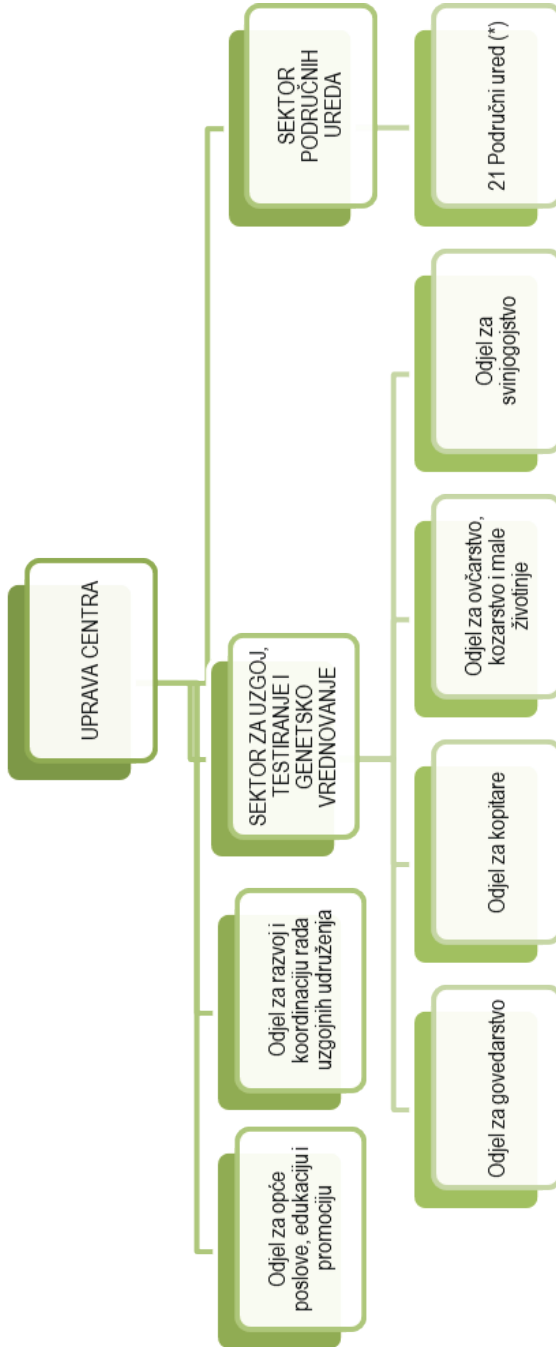 UPRAVA CENTRA
Odjel za opće
poslove, edukaciju i
promociju
Odjel za razvoj i
koordinaciju rada
uzgojnih udruženja
SEKTOR ZA UZGOJ,
TESTIRANJE I
GENETSKO
VREDNOVANJE
SEKTOR
PODRUČNIH
UREDA
Odjel za govedarstvo
Odjel za kopitare
Odjel za ovčarstvo,
kozarstvo i male
životinje
Odjel za
svinjogojstvo
21 Područni ured (*)